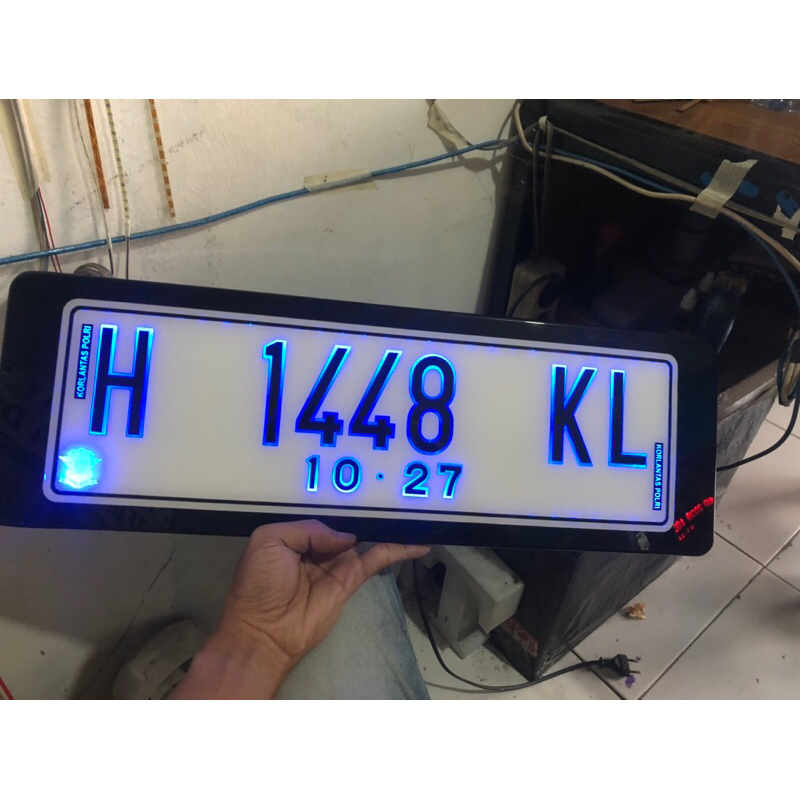 KORLANTAS POLRI
H 1448 KL
10 · 27
KORLANTAS POLRI